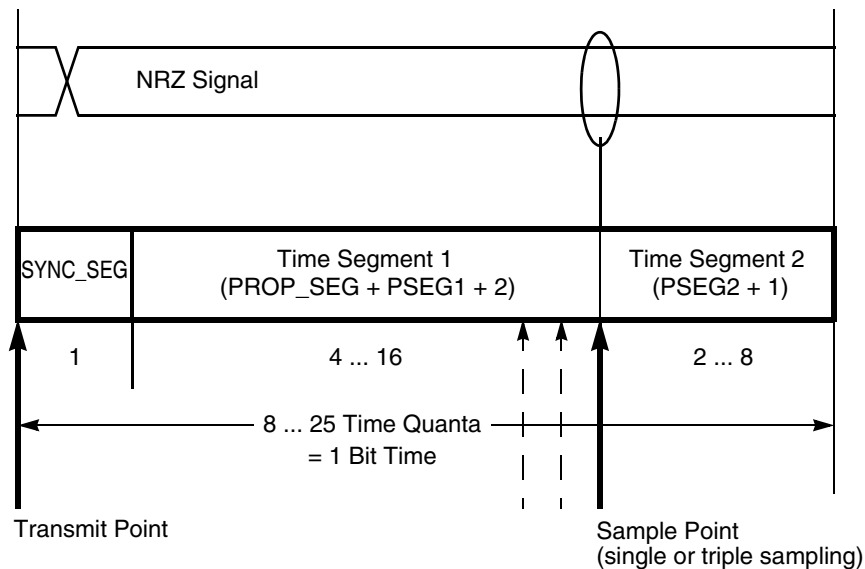 NRZ Signal
SYNC_SEG
Time Segment 1
(PROP_SEG + PSEG1 + 2)
Time Segment 2
(PSEG2 + 1)
1
4 ... 16
2 ... 8
8 ... 25 Time Quanta
= 1 Bit Time
Transmit Point
Sample Point
(single or triple sampling)